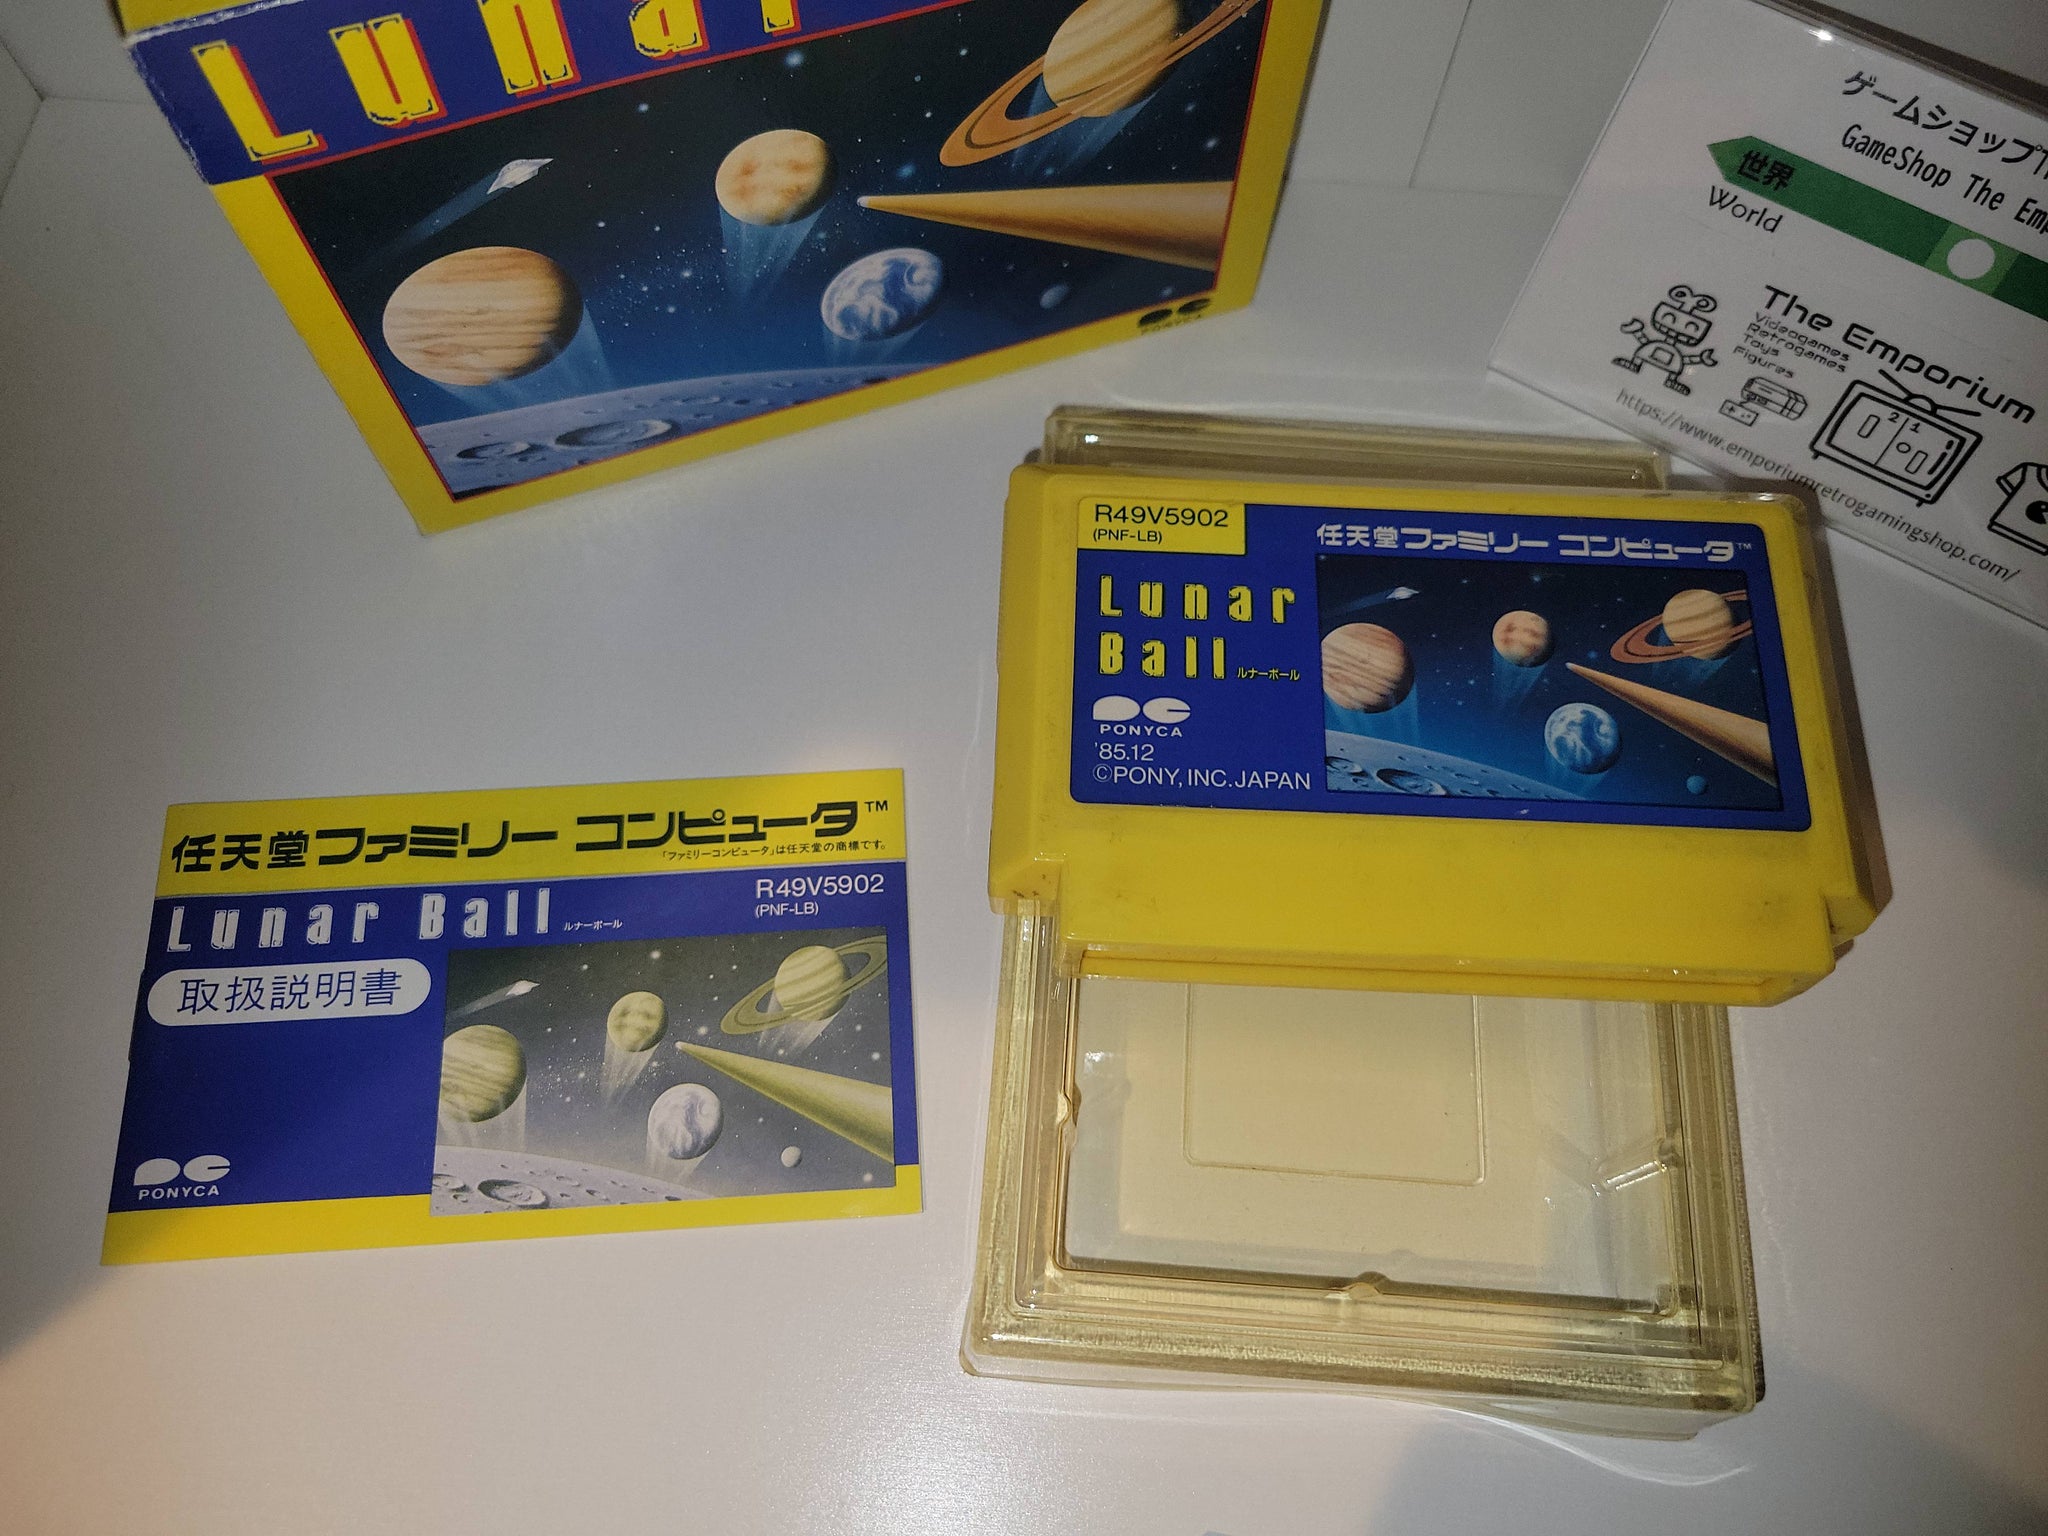 Lunar
PONYCA
ゲームショップ
GameShop The Emp
世界
World
The Emporium
Videogames
Retrogames
Toys
Figures
2 1
https://www.emporiumretrogamingshop.com/
R49V5902
(PNF-LB)
任天堂ファミリー コンピュータ™
Lunar
Ball ルナーボール
PONYCA
'85.12
©PONY, INC. JAPAN
任天堂ファミリー コンピュータ™
「ファミリーコンピュータ」は任天堂の商標です。
Lunar Ball ルナーボール
R49V5902
(PNF-LB)
取扱説明書
PONYCA